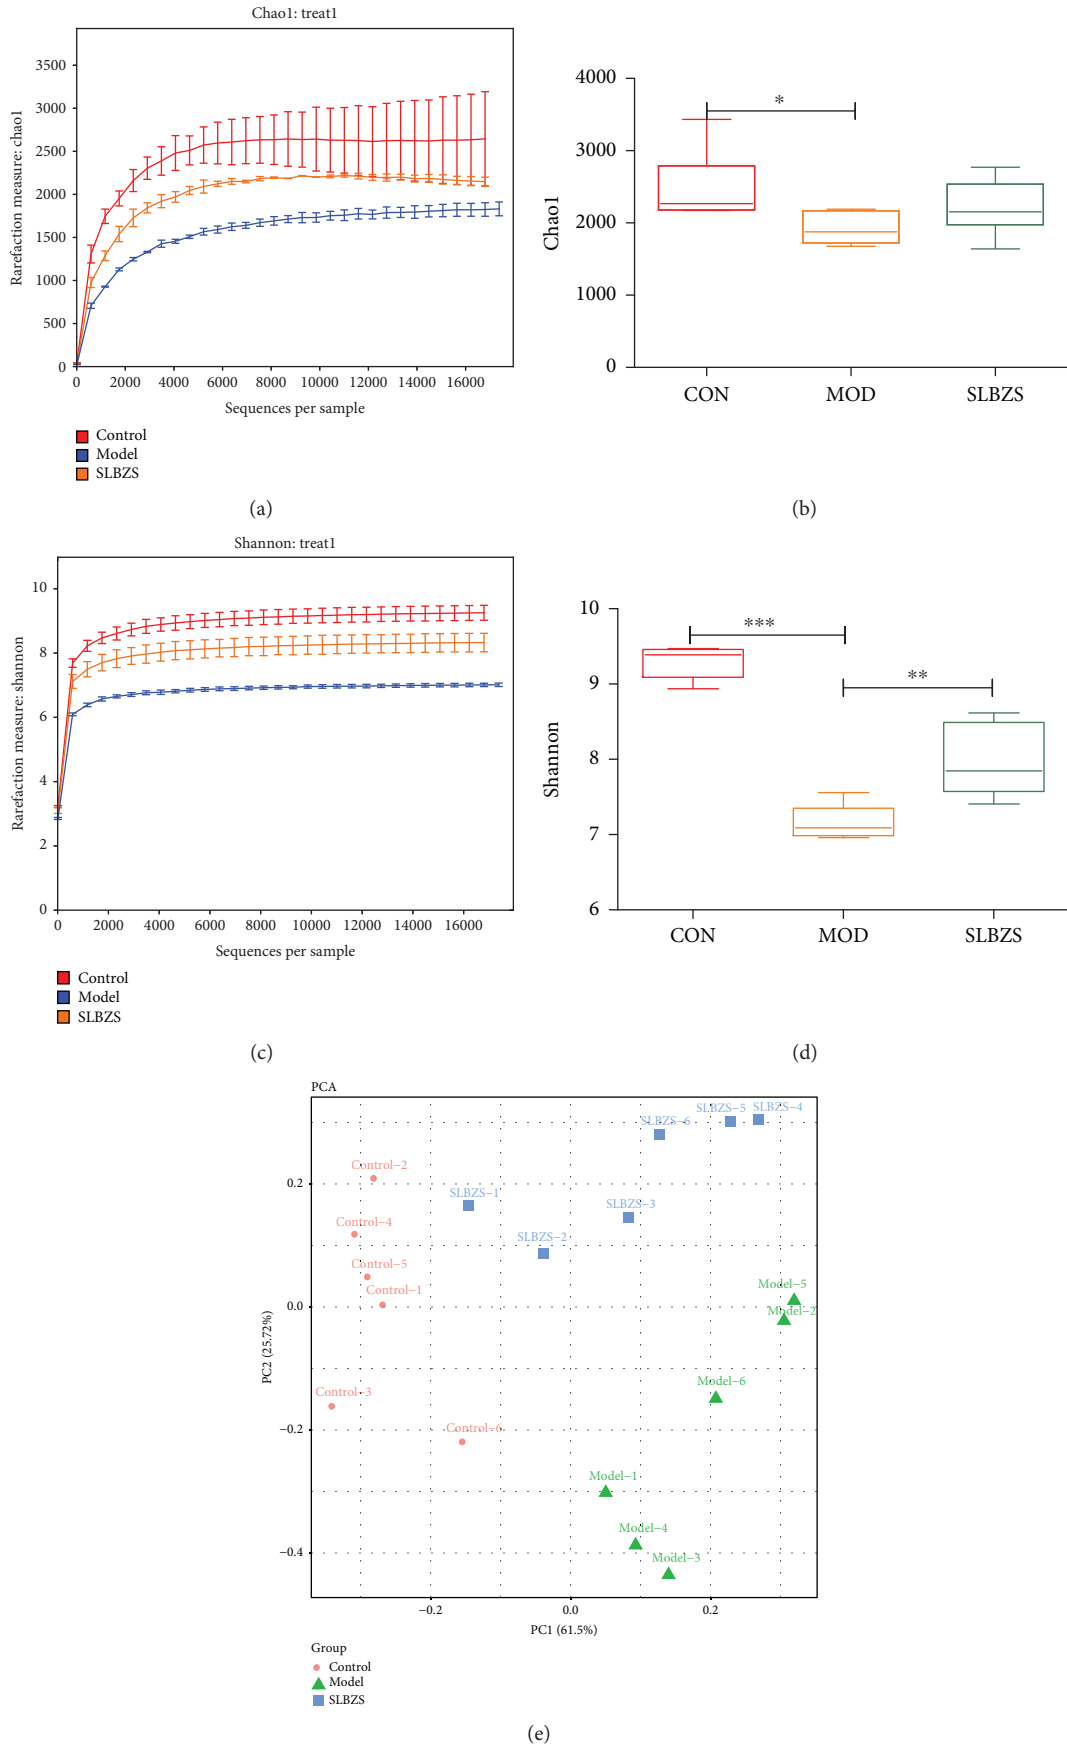 Chao1: treat1
Rarefaction measure: chao1
3500
3000
2500
2000
1500
1000
500
0
0 2000 4000 6000 8000 10000 12000 14000 16000
Sequences per sample
Control
Model
SLBZS
(a)
Chao1
4000
3000
2000
1000
0
CON MOD SLBZS
*
(b)
Shannon: treat1
Rarefaction measure: shannon
10
8
6
4
2
0
0 2000 4000 6000 8000 10000 12000 14000 16000
Sequences per sample
Control
Model
SLBZS
(c)
Shannon
10
9
8
7
6
***
**
CON MOD SLBZS
(d)
PCA
SLBZS−5 SLBZS−4
SLBZS−6
Control−2
SLBZS−1
SLBZS−3
Control−4
SLBZS−2
Control−5
Control−1
Model−5
Model−2
Model−6
Control−3
Control−6
Model−1
Model−4
Model−3
PC2 (25.72%)
0.2
0.0
−0.2
−0.4
−0.2 0.0 0.2
PC1 (61.5%)
Group
Control
Model
SLBZS
(e)